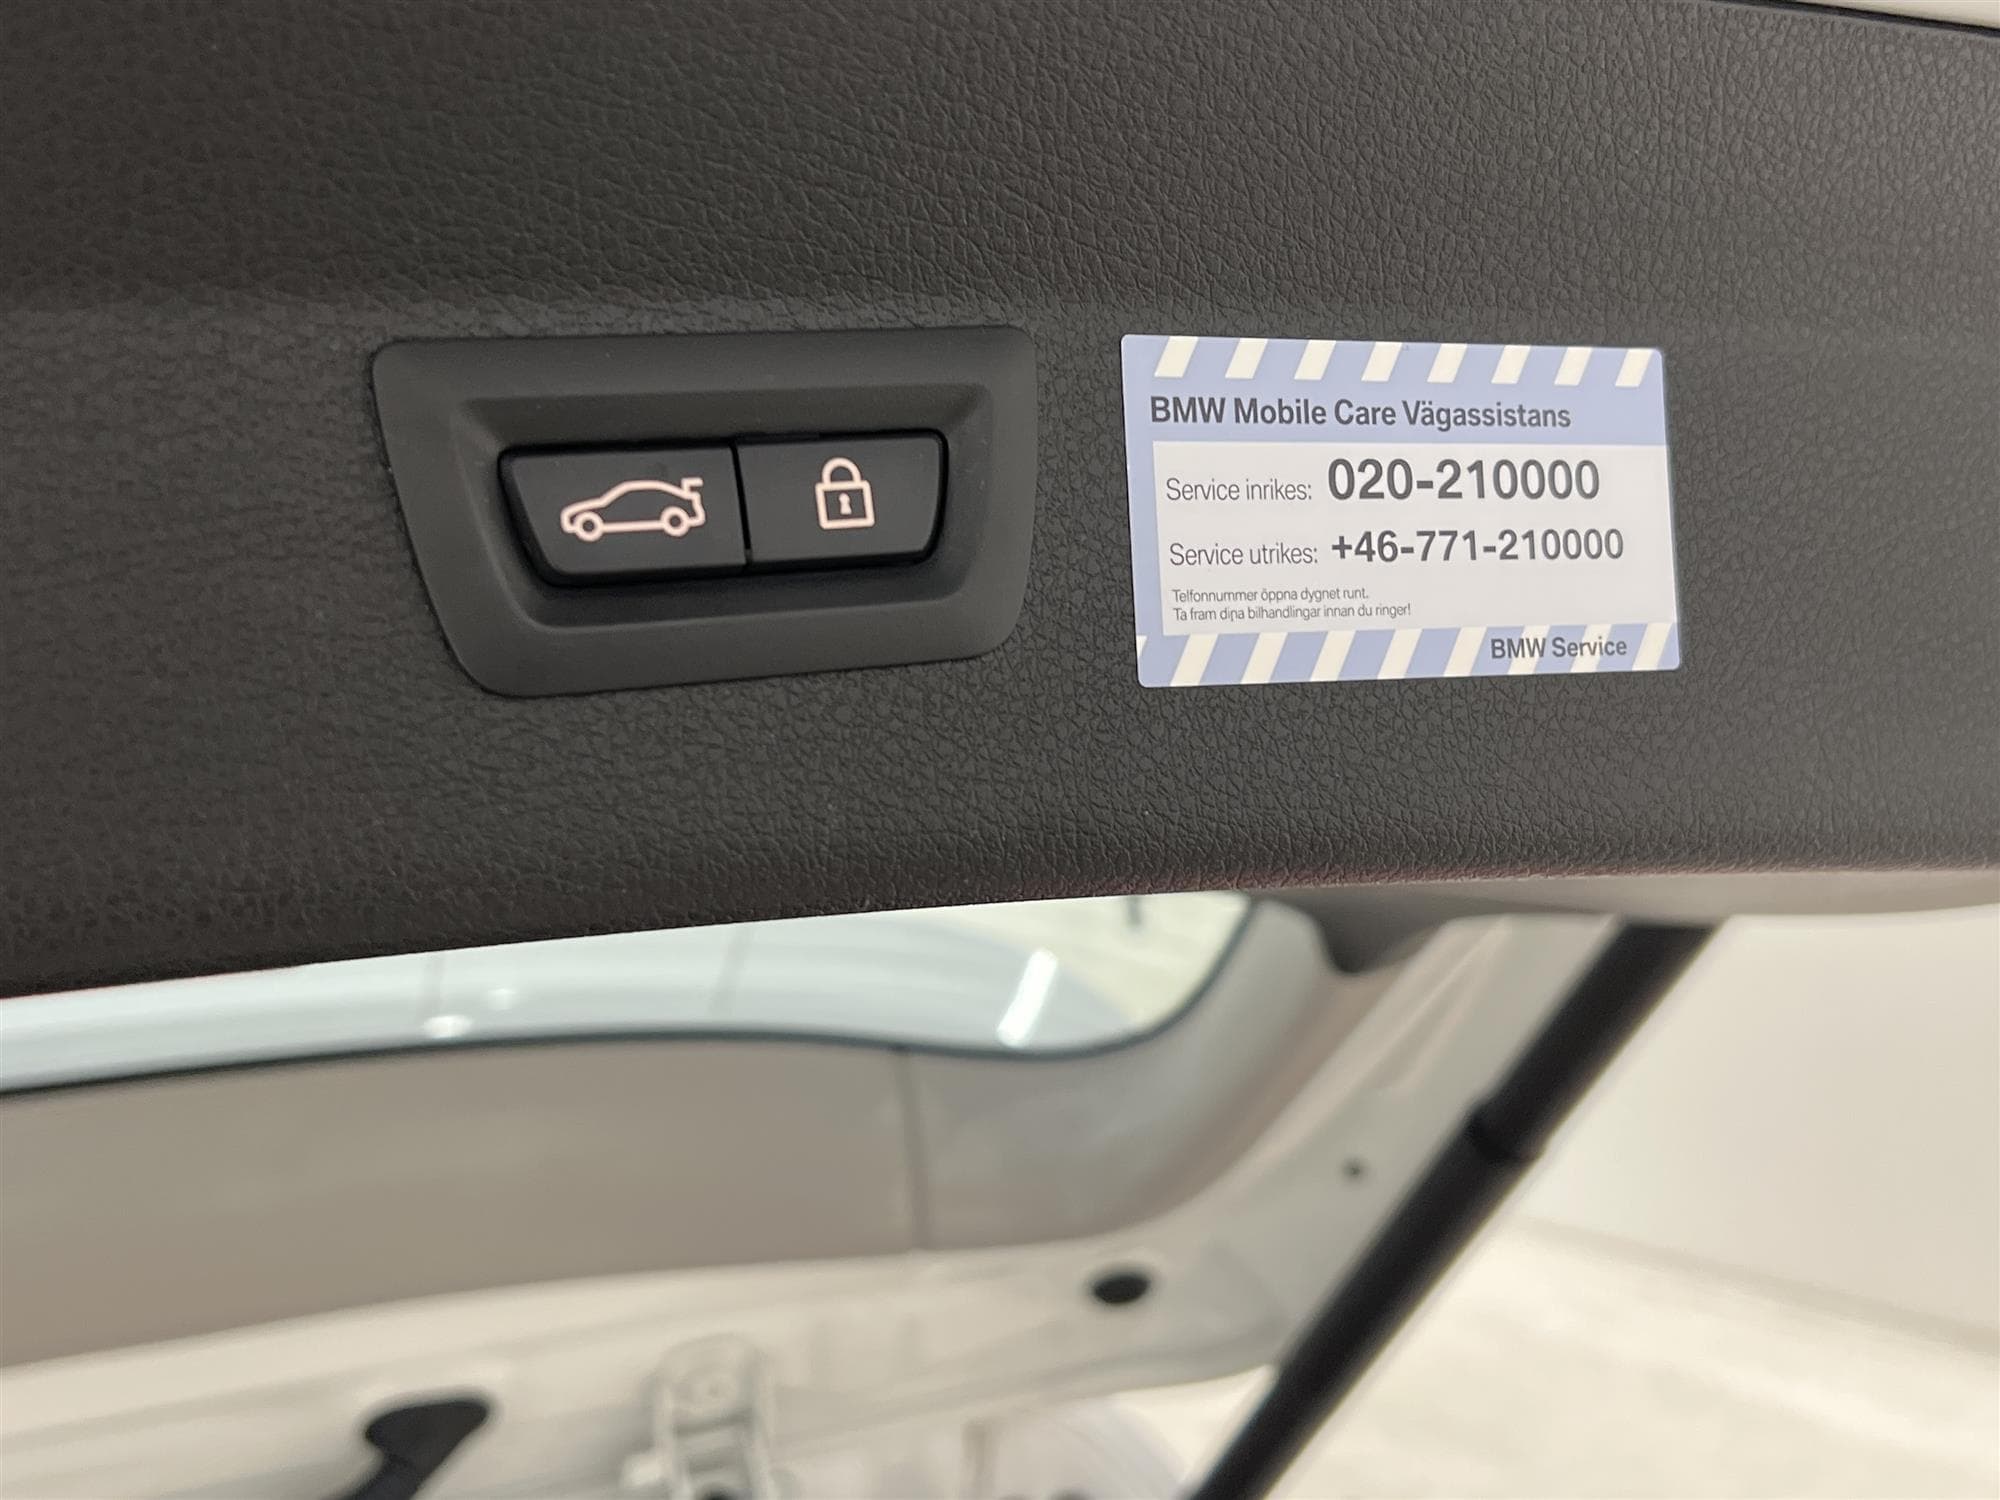 BMW Mobile Care Vägassistans
Service inrikes: 020-210000
Service utrikes: +46-771-210000
Telfonnummer öppna dygnet runt.
Ta fram dina bilhandlingar innan du ringer!
BMW Service